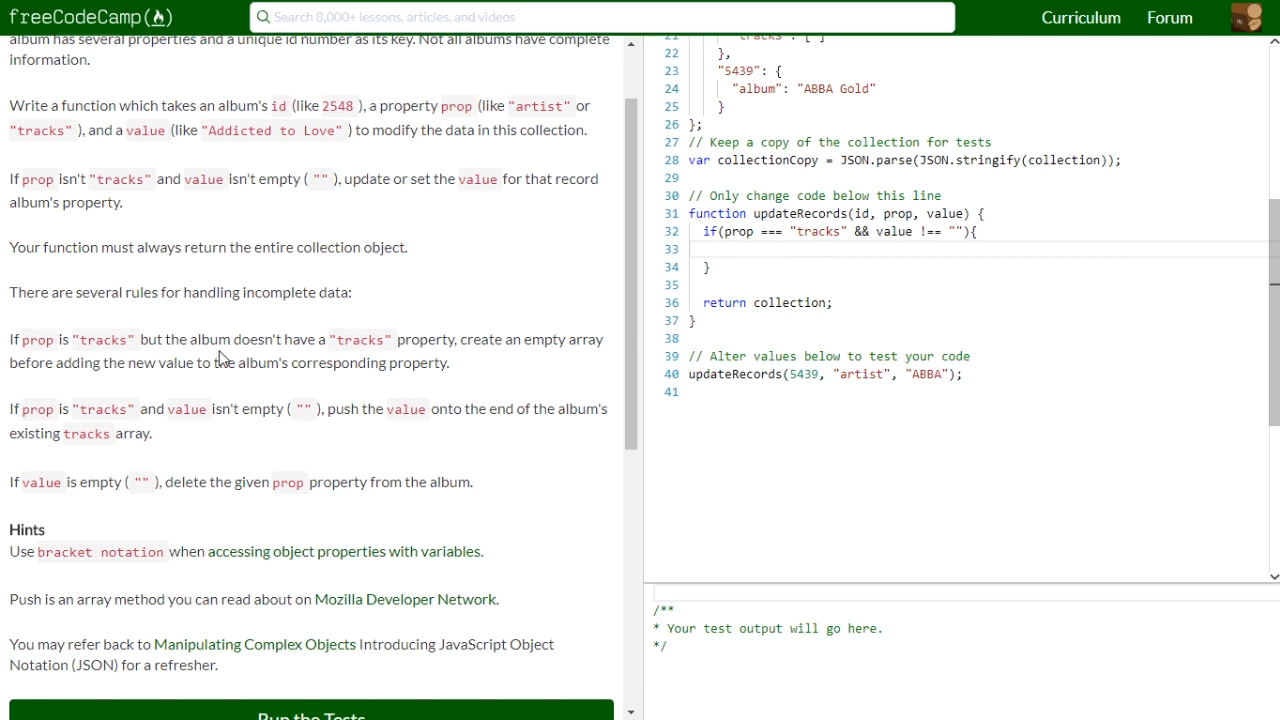 freeCodeCamp(🔥)
Search 8,000+ lessons, articles, and videos
Curriculum Forum
album has several properties and a unique id number as its key. Not all albums have complete
information.
Write a function which takes an album's id (like 2548 ), a property prop (like "artist" or
"tracks" ), and a value (like "Addicted to Love" ) to modify the data in this collection.
If prop isn't "tracks" and value isn't empty ( "" ), update or set the value for that record
album's property.
Your function must always return the entire collection object.
There are several rules for handling incomplete data:
If prop is "tracks" but the album doesn't have a "tracks" property, create an empty array
before adding the new value to the album's corresponding property.
If prop is "tracks" and value isn't empty ( "" ), push the value onto the end of the album's
existing tracks array.
If value is empty ( "" ), delete the given prop property from the album.
Hints
Use bracket notation when accessing object properties with variables.
Push is an array method you can read about on Mozilla Developer Network.
You may refer back to Manipulating Complex Objects Introducing JavaScript Object
Notation (JSON) for a refresher.
Run the Tests
21 "tracks": [ ]
22 },
23 "5439": {
24 "album": "ABBA Gold"
25 }
26 };
27 // Keep a copy of the collection for tests
28 var collectionCopy = JSON.parse(JSON.stringify(collection));
29
30 // Only change code below this line
31 function updateRecords(id, prop, value) {
32 if(prop === "tracks" && value !== ""){
33
34 }
35
36 return collection;
37 }
38
39 // Alter values below to test your code
40 updateRecords(5439, "artist", "ABBA");
41
/**
* Your test output will go here.
*/